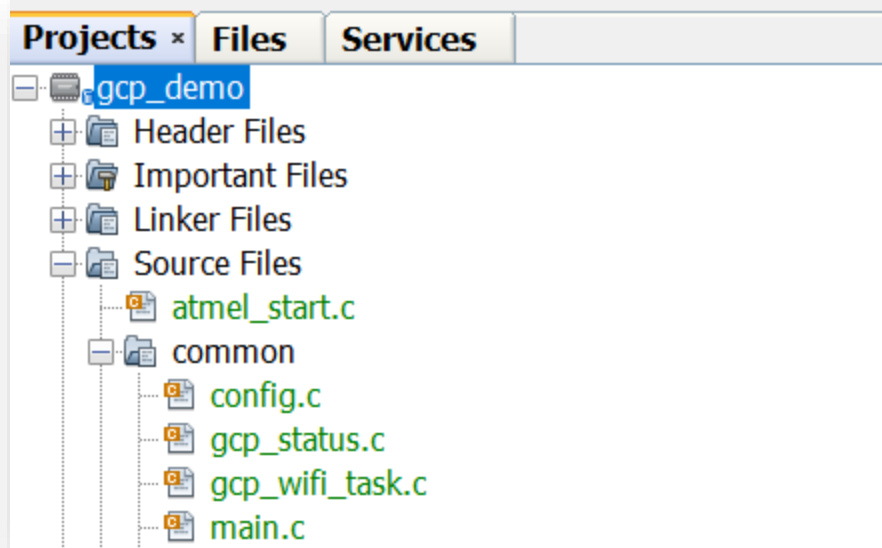 Projects × Files Services
gcp_demo
Header Files
Important Files
Linker Files
Source Files
atmel_start.c
common
config.c
gcp_status.c
gcp_wifi_task.c
main.c